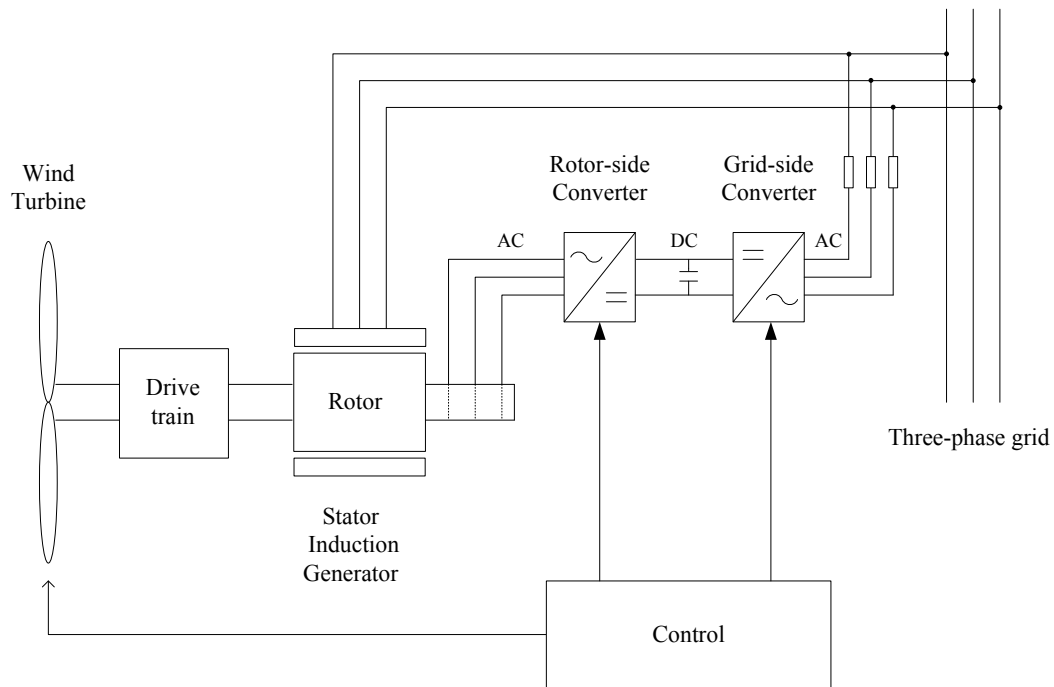 Wind
Turbine
Rotor-side
Converter
Grid-side
Converter
AC
DC
AC
Drive
train
Rotor
Three-phase grid
Stator
Induction
Generator
Control